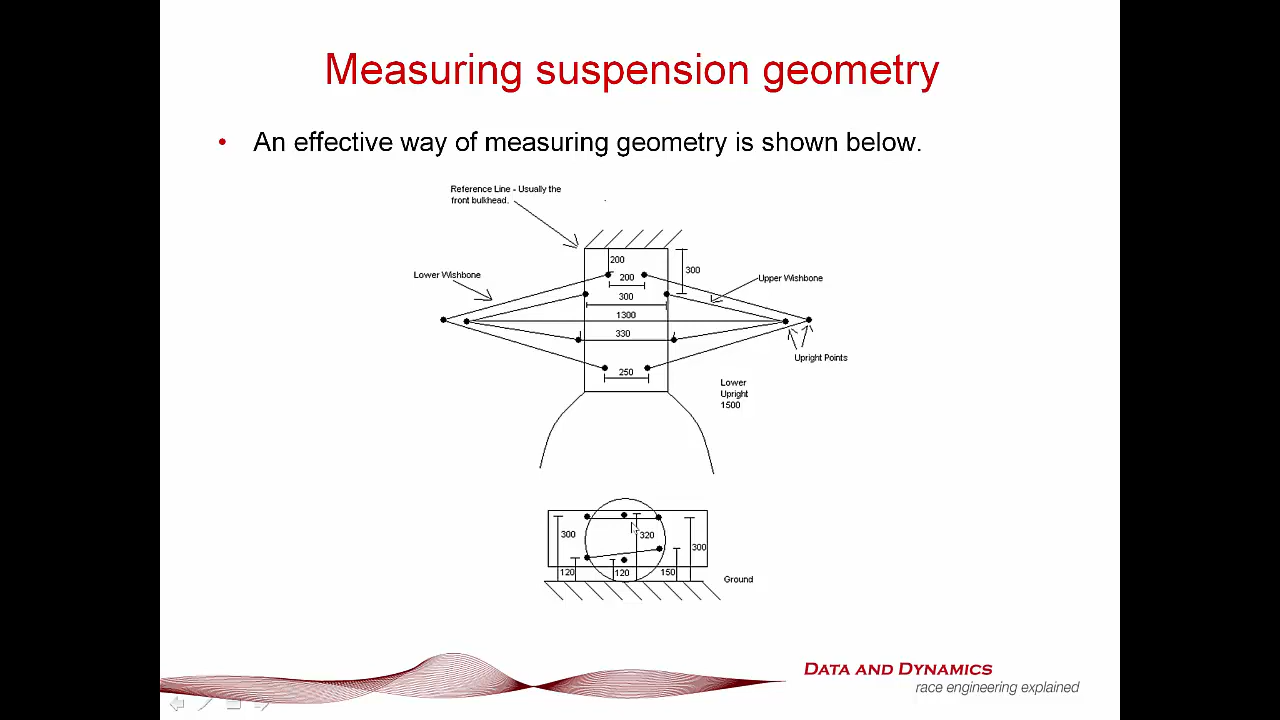 Measuring suspension geometry
• An effective way of measuring geometry is shown below.
Reference Line - Usually the
front bulkhead.
200
200
300
Lower Wishbone
Upper Wishbone
300
1300
330
Upright Points
250
Lower
Upright
1500
300
320
300
120
120
150
Ground
DATA AND DYNAMICS
race engineering explained